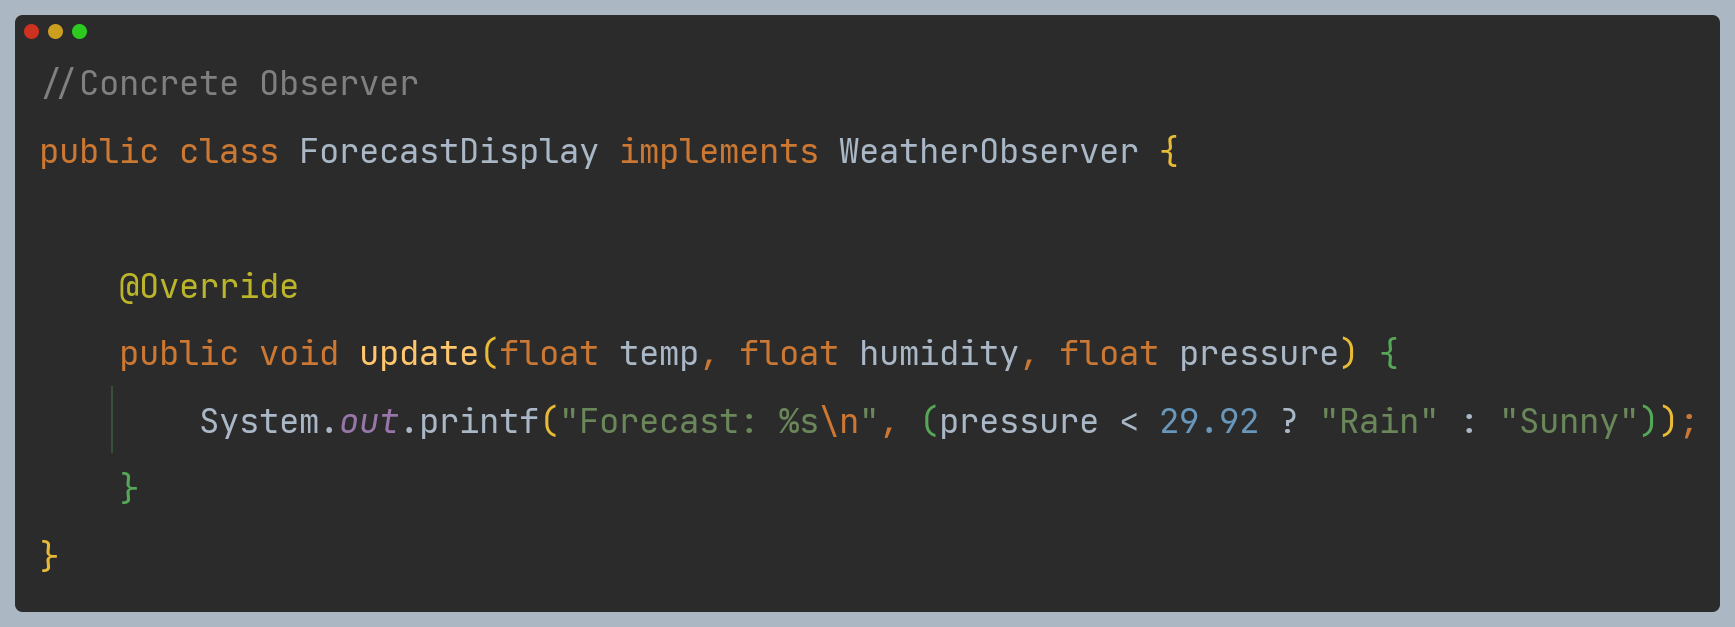 //Concrete Observer
public class ForecastDisplay implements WeatherObserver {
    @Override
    public void update(float temp, float humidity, float pressure) {
        System.out.printf("Forecast: %s\n", (pressure < 29.92 ? "Rain" : "Sunny"));
    }
}